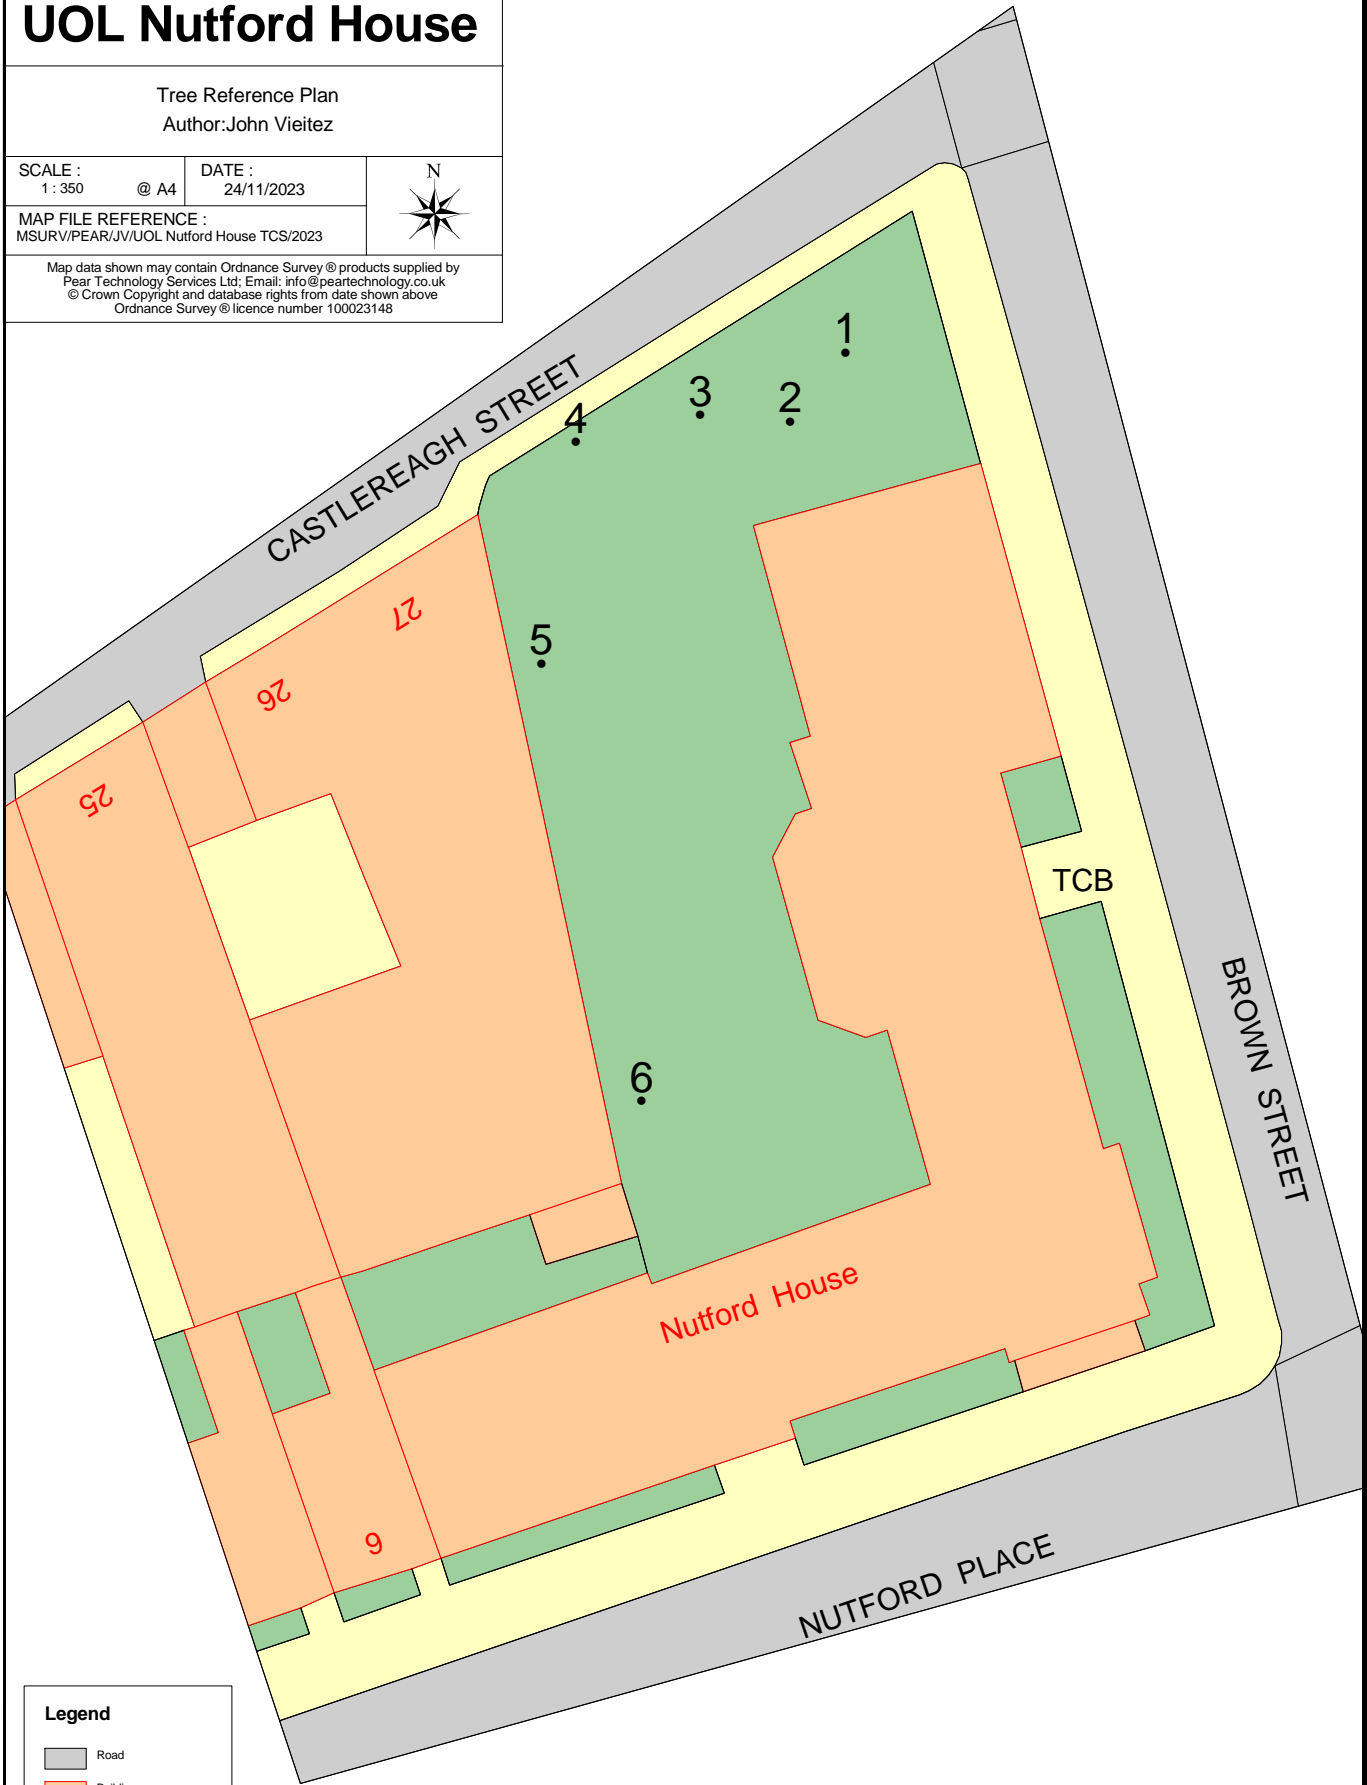 UOL Nutford House
Tree Reference Plan
Author:John Vieitez
SCALE :
1 : 350 @ A4
DATE :
24/11/2023
N
MAP FILE REFERENCE :
MSURV/PEAR/JV/UOL Nutford House TCS/2023
Map data shown may contain Ordnance Survey ® products supplied by
Pear Technology Services Ltd; Email: info@peartechnology.co.uk
© Crown Copyright and database rights from date shown above
Ordnance Survey ® licence number 100023148
1
2
3
4
CASTLEREAGH STREET
27
5
26
25
TCB
BROWN STREET
6
Nutford House
6
NUTFORD PLACE
Legend
Road